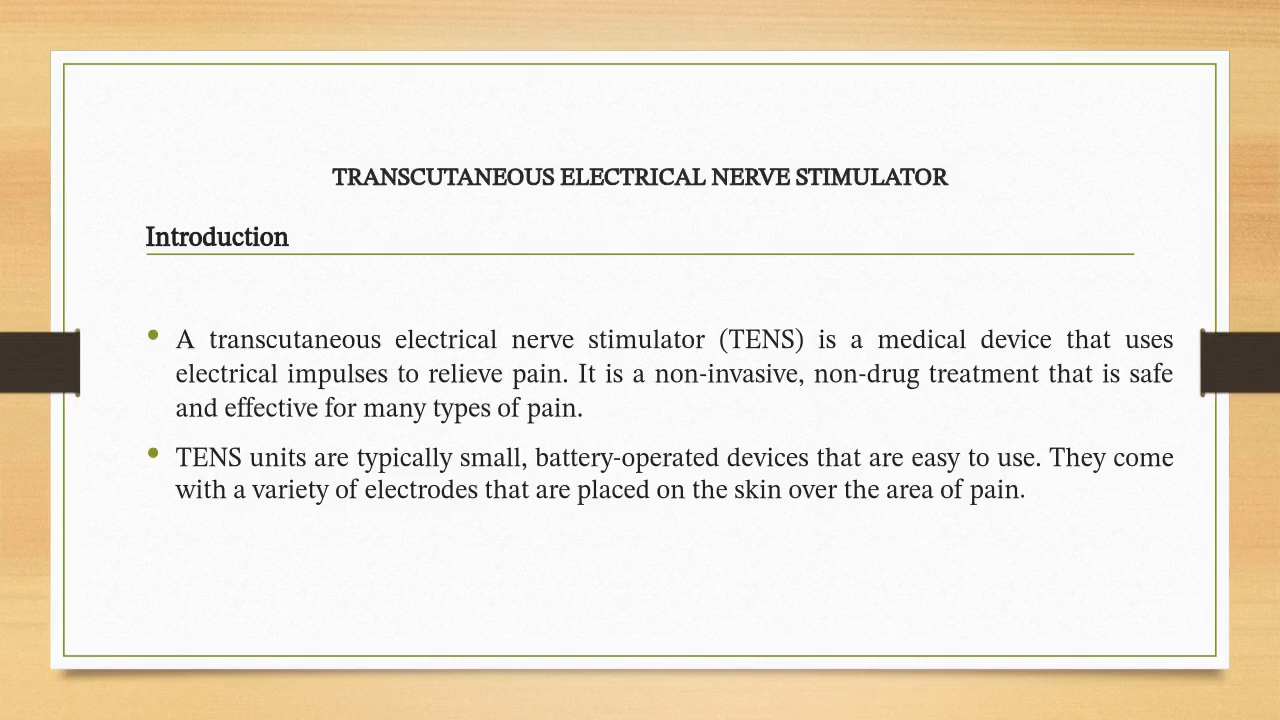 TRANSCUTANEOUS ELECTRICAL NERVE STIMULATOR
Introduction
• A transcutaneous electrical nerve stimulator (TENS) is a medical device that uses
electrical impulses to relieve pain. It is a non-invasive, non-drug treatment that is safe
and effective for many types of pain.
• TENS units are typically small, battery-operated devices that are easy to use. They come
with a variety of electrodes that are placed on the skin over the area of pain.